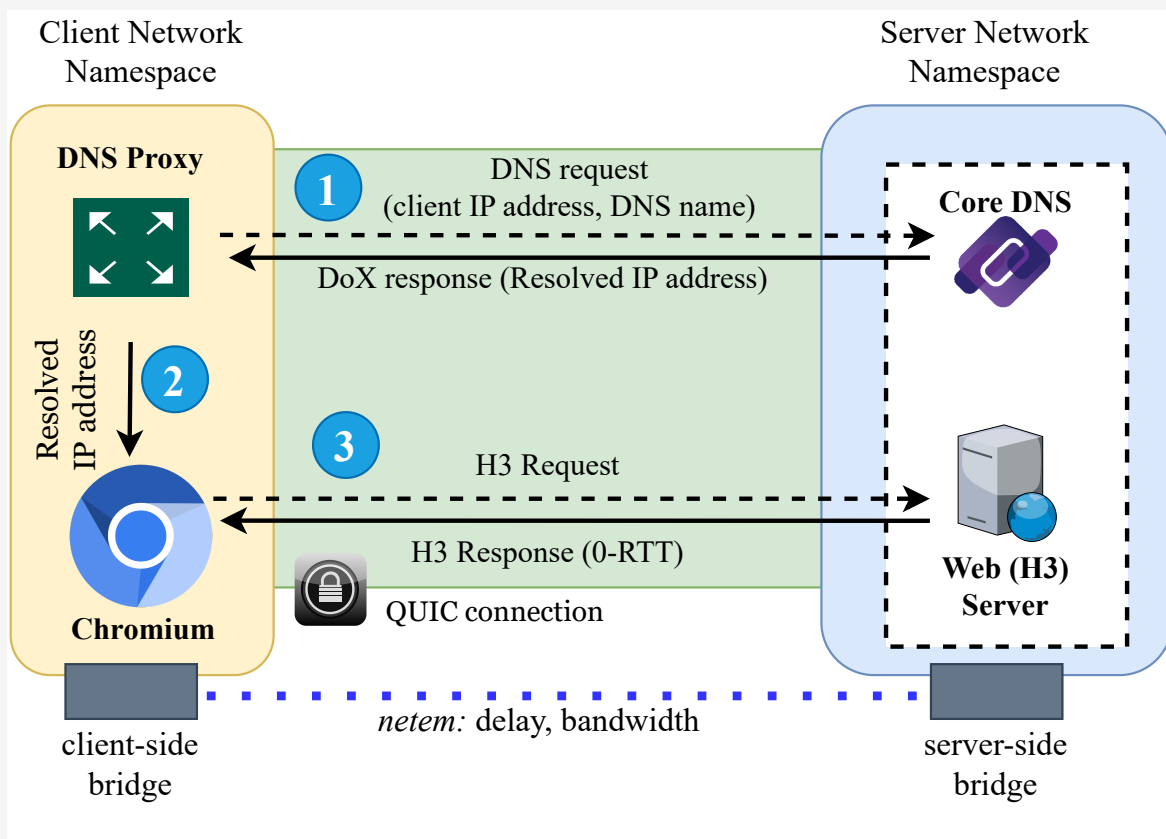 Client Network
Namespace
Server Network
Namespace
DNS Proxy
1
DNS request
(client IP address, DNS name)
Core DNS
DoX response (Resolved IP address)
Resolved
IP address
2
3
H3 Request
H3 Response (0-RTT)
Web (H3)
Server
QUIC connection
Chromium
netem: delay, bandwidth
client-side
bridge
server-side
bridge